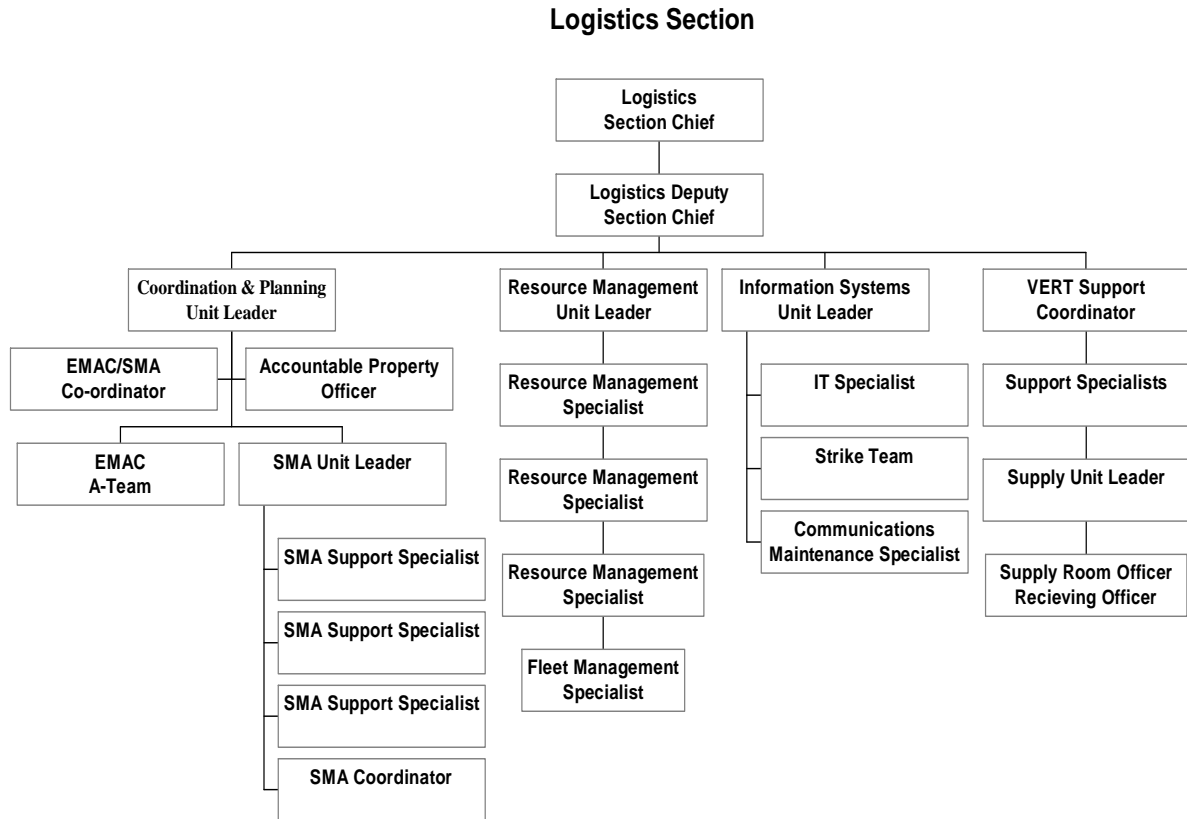 Logistics Section
Logistics
Section Chief
Logistics Deputy
Section Chief
Coordination & Planning
Unit Leader
Resource Management
Unit Leader
Information Systems
Unit Leader
VERT Support
Coordinator
EMAC/SMA
Co-ordinator
Accountable Property
Officer
EMAC
A-Team
SMA Unit Leader
SMA Support Specialist
SMA Support Specialist
SMA Support Specialist
SMA Coordinator
Resource Management
Specialist
Resource Management
Specialist
Resource Management
Specialist
Fleet Management
Specialist
IT Specialist
Strike Team
Communications
Maintenance Specialist
Support Specialists
Supply Unit Leader
Supply Room Officer
Recieving Officer